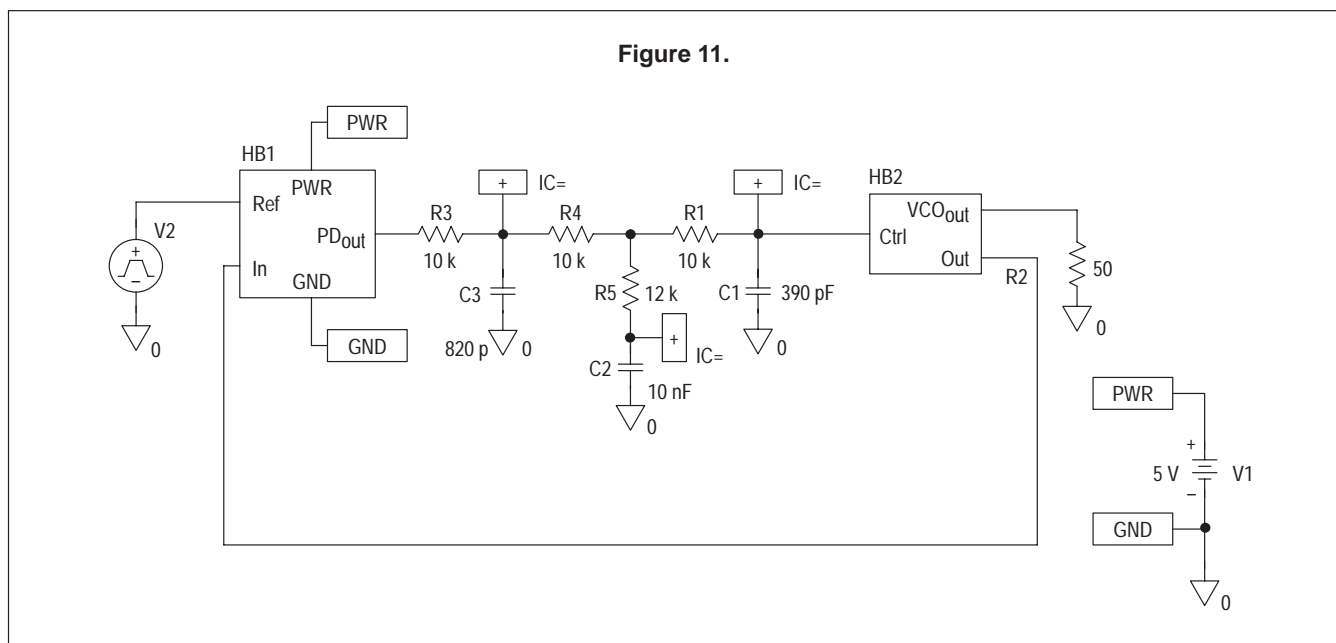 Figure 11.
PWR
HB1
PWR
Ref
PDout
In
GND
V2
+
−
0
GND
R3
10 k
+
IC=
C3
820 p
0
R4
10 k
R5
12 k
+
IC=
C2
10 nF
0
R1
10 k
+
IC=
C1
390 pF
0
HB2
VCOout
Ctrl
Out
R2
50
0
PWR
+
5 V
V1
−
GND
0